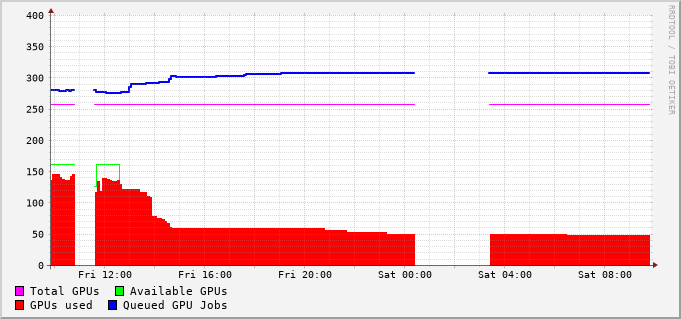 400
350
300
250
200
150
100
50
0
Fri 12:00 Fri 16:00 Fri 20:00 Sat 00:00 Sat 04:00 Sat 08:00
Total GPUs Available GPUs
GPUs used Queued GPU Jobs
RRDTOOL / TOBI OETIKER